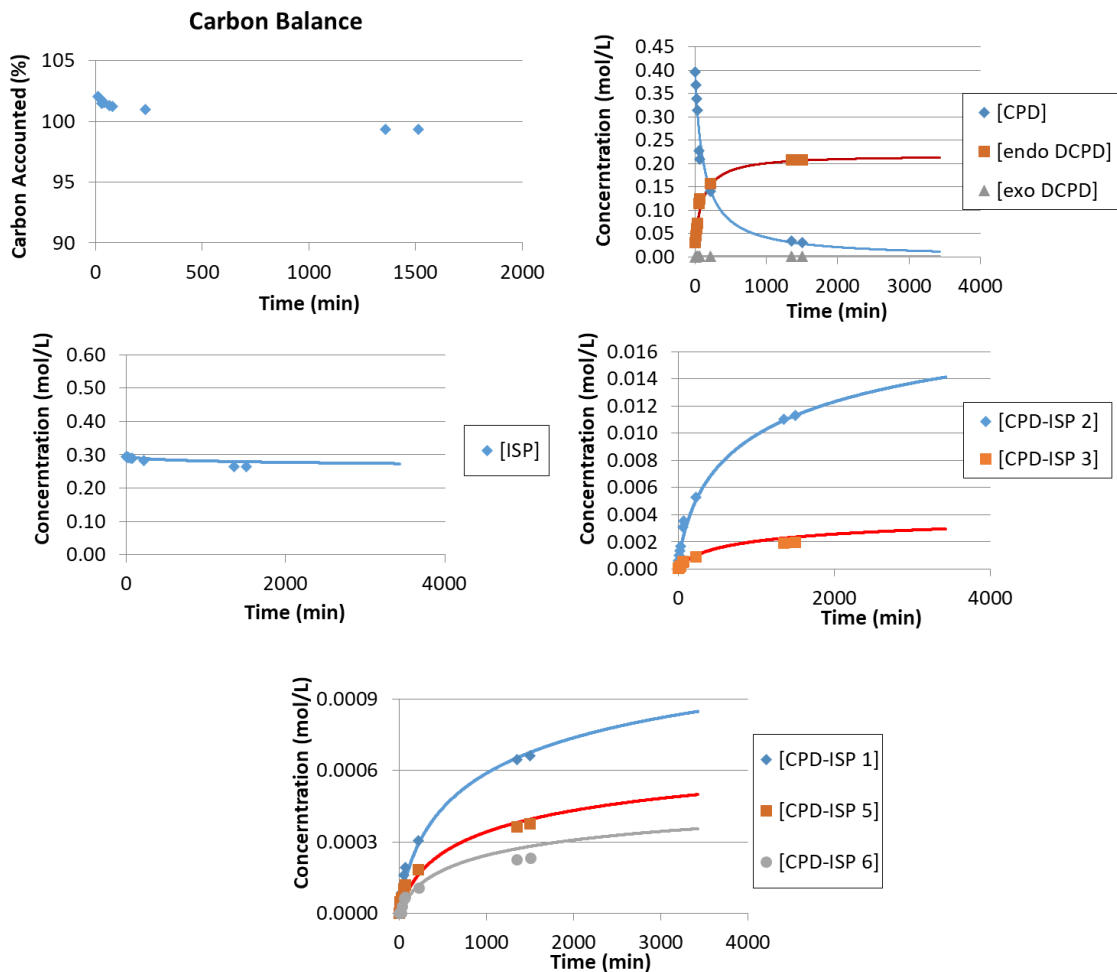 Carbon Balance
Carbon Accounted (%)
105
100
95
90
0 500 1000 1500 2000
Time (min)
Concerntration (mol/L)
0.45
0.40
0.35
0.30
0.25
0.20
0.15
0.10
0.05
0.00
0 1000 2000 3000 4000
Time (min)
[CPD]
[endo DCPD]
[exo DCPD]
Concerntration (mol/L)
0.60
0.50
0.40
0.30
0.20
0.10
0.00
0 2000 4000
Time (min)
[ISP]
Concerntration (mol/L)
0.016
0.014
0.012
0.010
0.008
0.006
0.004
0.002
0.000
0 2000 4000
Time (min)
[CPD-ISP 2]
[CPD-ISP 3]
Concerntration (mol/L)
0.0009
0.0006
0.0003
0.0000
0 1000 2000 3000 4000
Time (min)
[CPD-ISP 1]
[CPD-ISP 5]
[CPD-ISP 6]